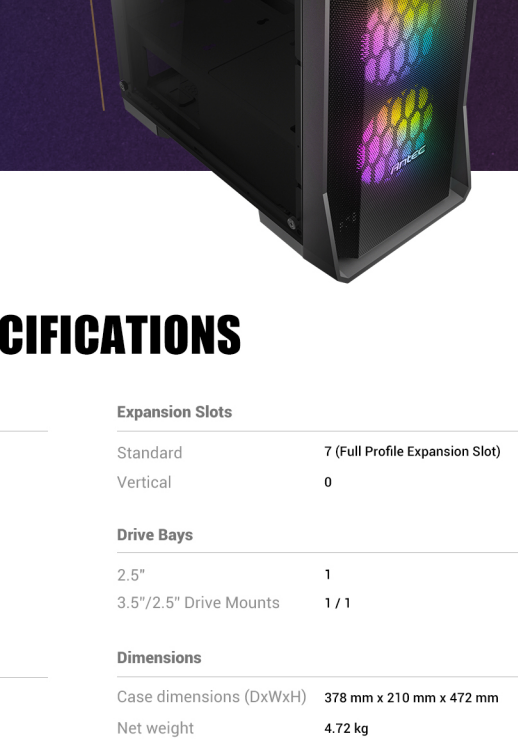 ANTEC
CIFICATIONS
Expansion Slots
Standard 7 (Full Profile Expansion Slot)
Vertical 0
Drive Bays
2.5" 1
3.5"/2.5" Drive Mounts 1 / 1
Dimensions
Case dimensions (DxWxH) 378 mm x 210 mm x 472 mm
Net weight 4.72 kg